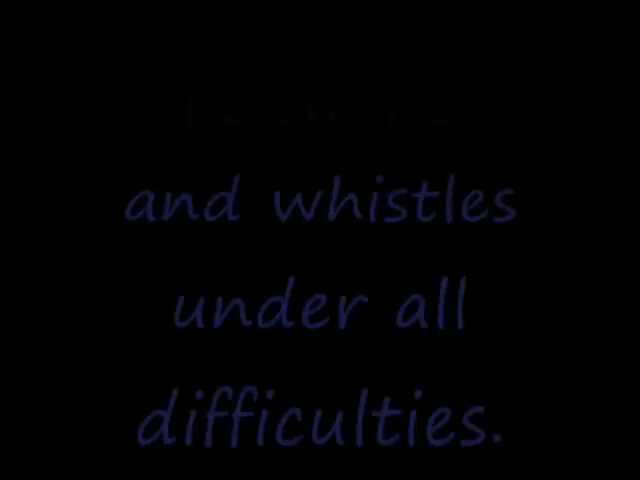 and whistles
under all
difficulties.